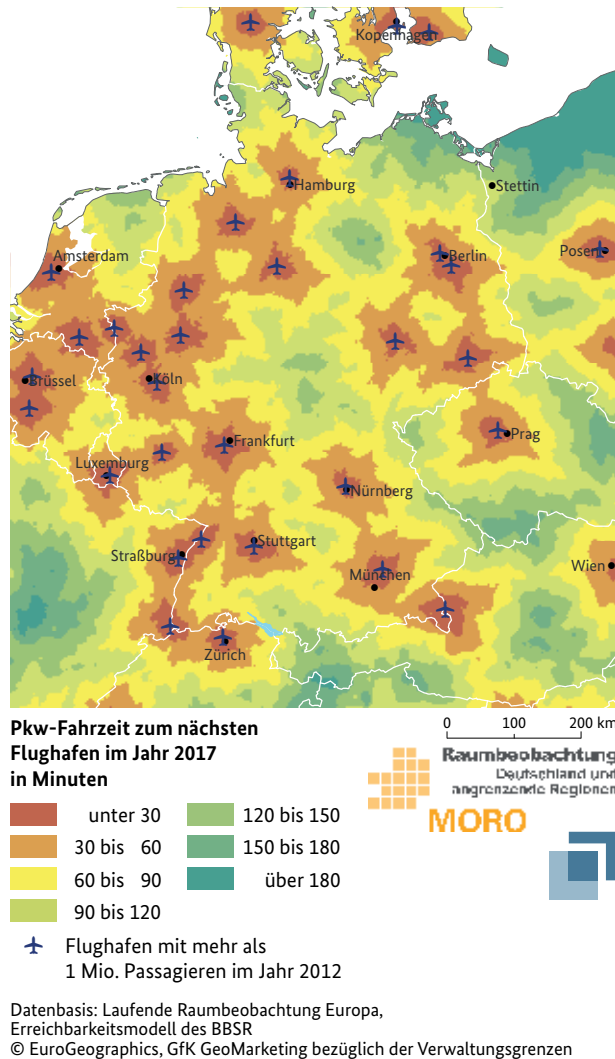 Kopenhagen
Hamburg
Stettin
Amsterdam
Berlin
Posen
Brüssel
Köln
Frankfurt
Prag
Luxemburg
Nürnberg
Straßburg
Stuttgart
München
Wien
Zürich
Pkw-Fahrzeit zum nächsten
Flughafen im Jahr 2017
in Minuten
0 100 200 km
Raumbeobachtung
Deutschland und
angrenzende Regionen
MORO
unter 30
30 bis 60
60 bis 90
90 bis 120
120 bis 150
150 bis 180
über 180
Flughafen mit mehr als
1 Mio. Passagieren im Jahr 2012
Datenbasis: Laufende Raumbeobachtung Europa,
Erreichbarkeitsmodell des BBSR
© EuroGeographics, GfK GeoMarketing bezüglich der Verwaltungsgrenzen